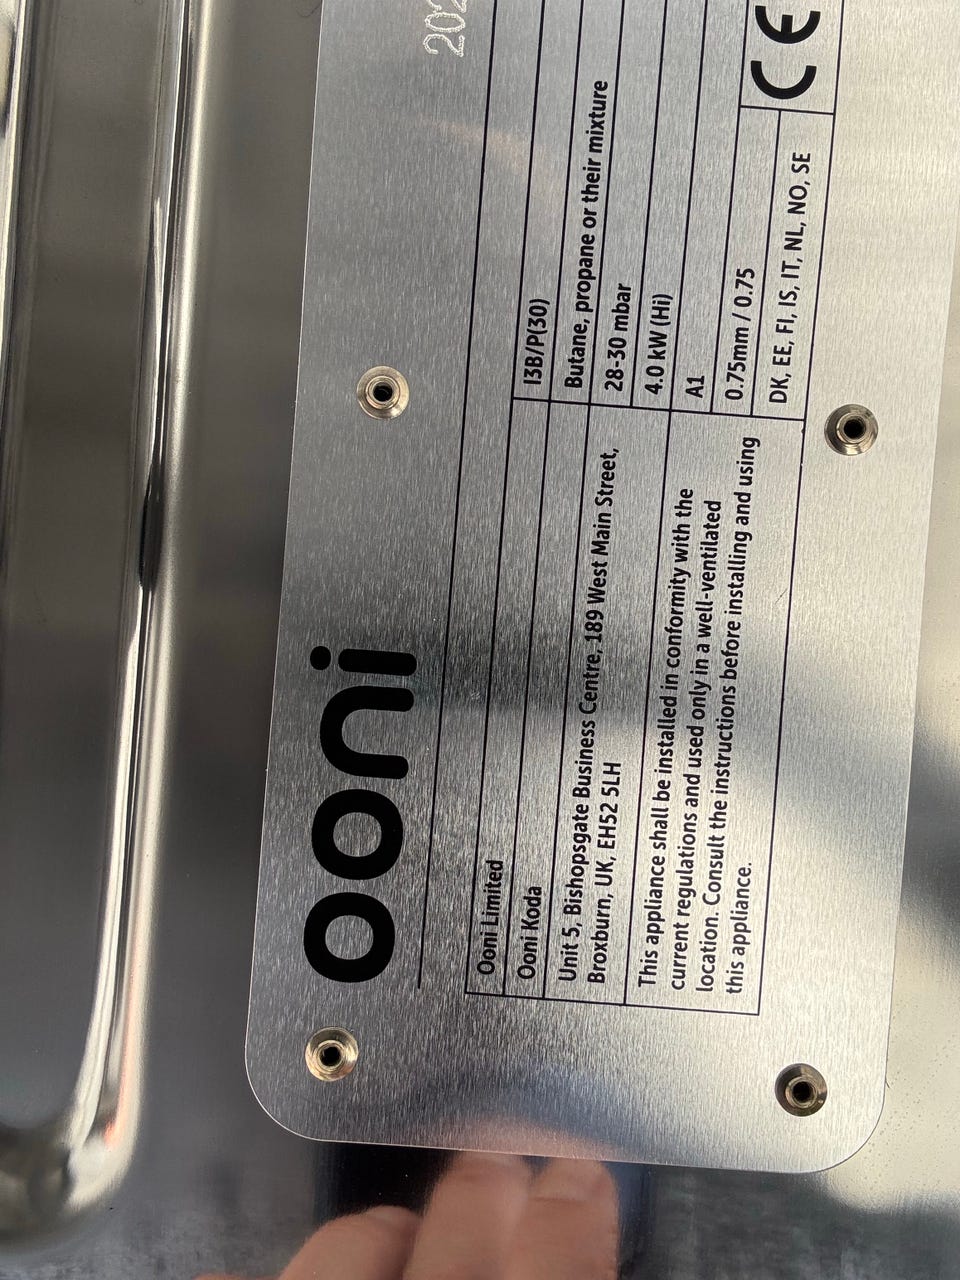 ooni
202
Ooni Limited
Ooni Koda
Unit 5, Bishopsgate Business Centre, 189 West Main Street,
Broxburn, UK, EH52 5LH
This appliance shall be installed in conformity with the
current regulations and used only in a well-ventilated
location. Consult the instructions before installing and using
this appliance.
I3B/P(30)
Butane, propane or their mixture
28-30 mbar
4.0 kW (Hi)
A1
0.75mm / 0.75
DK, EE, FI, IS, IT, NL, NO, SE
CE